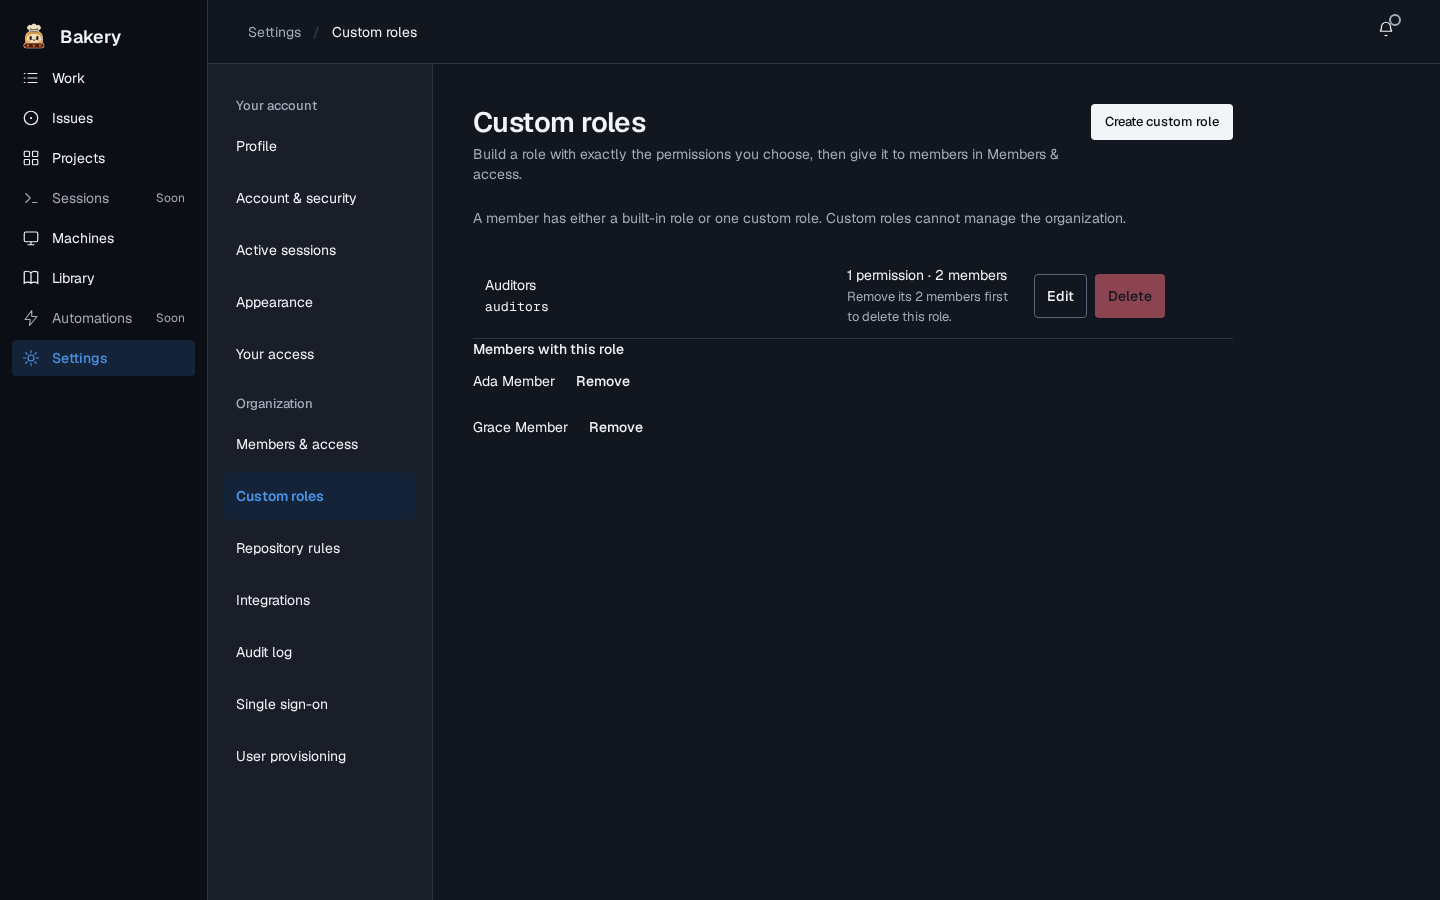 Bakery
Work
Issues
Projects
Sessions Soon
Machines
Library
Automations Soon
Settings
Settings / Custom roles
Your account
Profile
Account & security
Active sessions
Appearance
Your access
Organization
Members & access
Custom roles
Repository rules
Integrations
Audit log
Single sign-on
User provisioning
Custom roles
Create custom role
Build a role with exactly the permissions you choose, then give it to members in Members &
access.
A member has either a built-in role or one custom role. Custom roles cannot manage the organization.
Auditors
auditors
1 permission · 2 members
Remove its 2 members first
to delete this role.
Edit
Delete
Members with this role
Ada Member Remove
Grace Member Remove